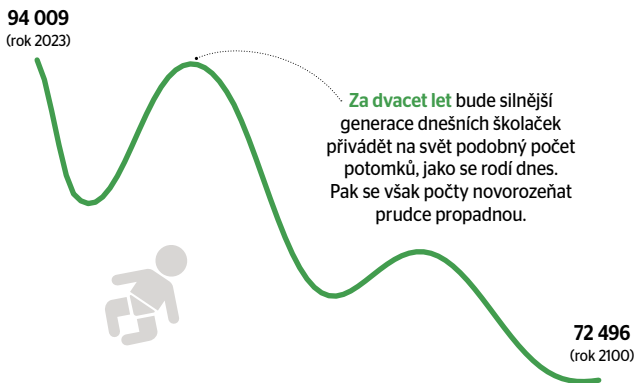 94 009
(rok 2023)
Za dvacet let bude silnější
generace dnešních školaček
přivádět na svět podobný počet
potomků, jako se rodí dnes.
Pak se však počty novorozeňat
prudce propadnou.
72 496
(rok 2100)